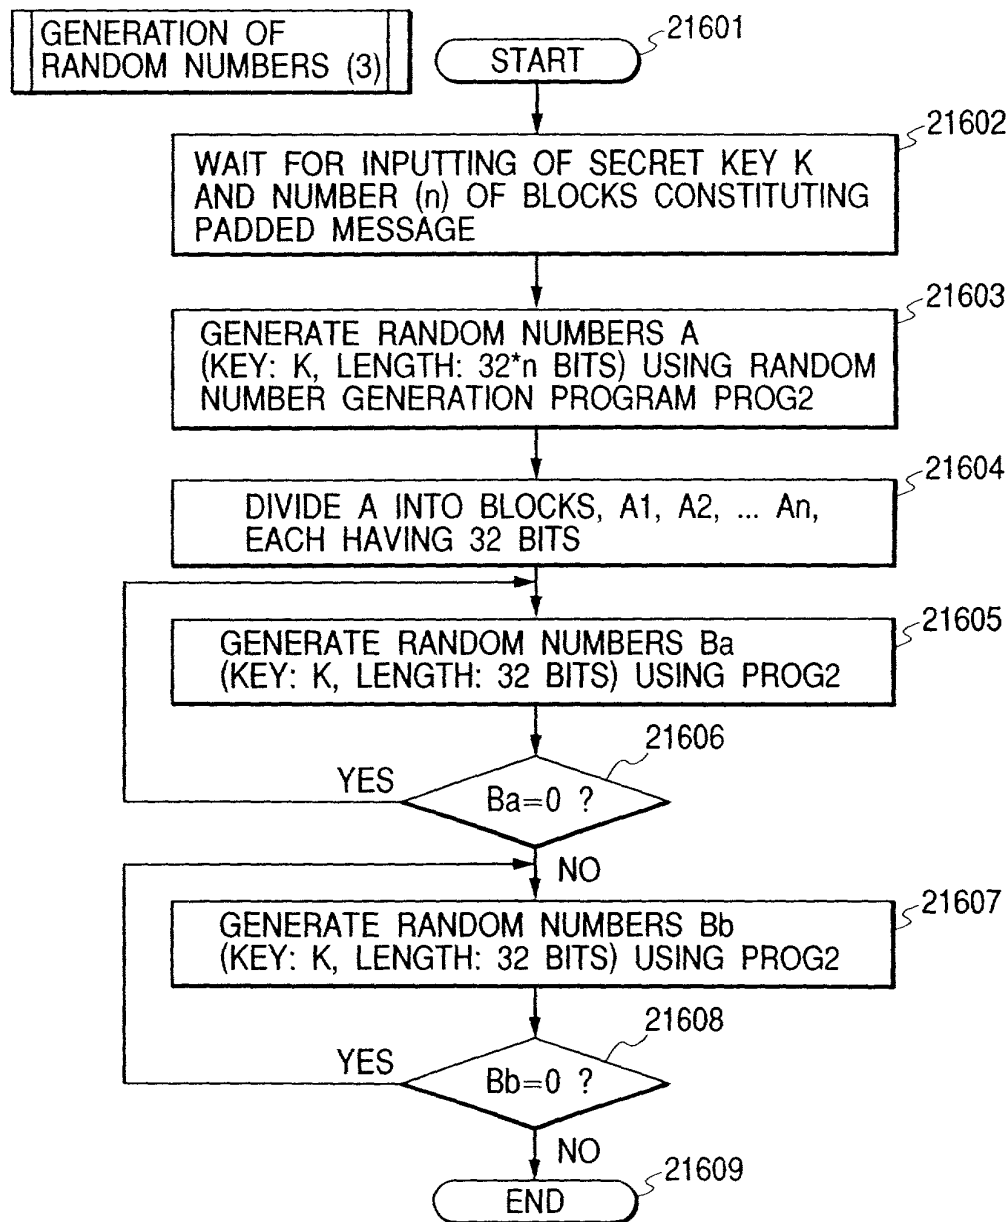 GENERATION OF
RANDOM NUMBERS (3)
START
21601
21602
WAIT FOR INPUTTING OF SECRET KEY K
AND NUMBER (n) OF BLOCKS CONSTITUTING
PADDED MESSAGE
21603
GENERATE RANDOM NUMBERS A
(KEY: K, LENGTH: 32*n BITS) USING RANDOM
NUMBER GENERATION PROGRAM PROG2
21604
DIVIDE A INTO BLOCKS, A1, A2, ... An,
EACH HAVING 32 BITS
21605
GENERATE RANDOM NUMBERS Ba
(KEY: K, LENGTH: 32 BITS) USING PROG2
21606
YES
Ba=0 ?
NO
21607
GENERATE RANDOM NUMBERS Bb
(KEY: K, LENGTH: 32 BITS) USING PROG2
21608
YES
Bb=0 ?
NO
21609
END